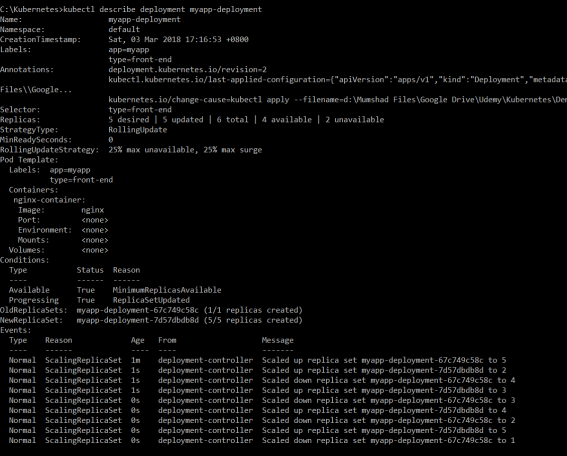 C:\Kubernetes>kubectl describe deployment myapp-deployment
Name: myapp-deployment
Namespace: default
CreationTimestamp: Sat, 03 Mar 2018 17:16:53 +0800
Labels: app=myapp
type=front-end
Annotations: deployment.kubernetes.io/revision=2
kubectl.kubernetes.io/last-applied-configuration={"apiVersion":"apps/v1","kind":"Deployment","metada
Files\\Google...
kubernetes.io/change-cause=kubectl apply --filename=d:\Mumshad Files\Google Drive\Udemy\Kubernetes\De
Selector: type=front-end
Replicas: 5 desired | 5 updated | 6 total | 4 available | 2 unavailable
StrategyType: RollingUpdate
MinReadySeconds: 0
RollingUpdateStrategy: 25% max unavailable, 25% max surge
Pod Template:
Labels: app=myapp
type=front-end
Containers:
nginx-container:
Image: nginx
Port: <none>
Environment: <none>
Mounts: <none>
Volumes: <none>
Conditions:
Type Status Reason
---- ------ ------
Available True MinimumReplicasAvailable
Progressing True ReplicaSetUpdated
OldReplicaSets: myapp-deployment-67c749c58c (1/1 replicas created)
NewReplicaSet: myapp-deployment-7d57dbdb8d (5/5 replicas created)
Events:
Type Reason Age From Message
---- ------ ---- ---- -------
Normal ScalingReplicaSet 1m deployment-controller Scaled up replica set myapp-deployment-67c749c58c to 5
Normal ScalingReplicaSet 1s deployment-controller Scaled up replica set myapp-deployment-7d57dbdb8d to 2
Normal ScalingReplicaSet 1s deployment-controller Scaled down replica set myapp-deployment-67c749c58c to 4
Normal ScalingReplicaSet 1s deployment-controller Scaled up replica set myapp-deployment-7d57dbdb8d to 3
Normal ScalingReplicaSet 0s deployment-controller Scaled down replica set myapp-deployment-67c749c58c to 3
Normal ScalingReplicaSet 0s deployment-controller Scaled up replica set myapp-deployment-7d57dbdb8d to 4
Normal ScalingReplicaSet 0s deployment-controller Scaled down replica set myapp-deployment-67c749c58c to 2
Normal ScalingReplicaSet 0s deployment-controller Scaled up replica set myapp-deployment-7d57dbdb8d to 5
Normal ScalingReplicaSet 0s deployment-controller Scaled down replica set myapp-deployment-67c749c58c to 1